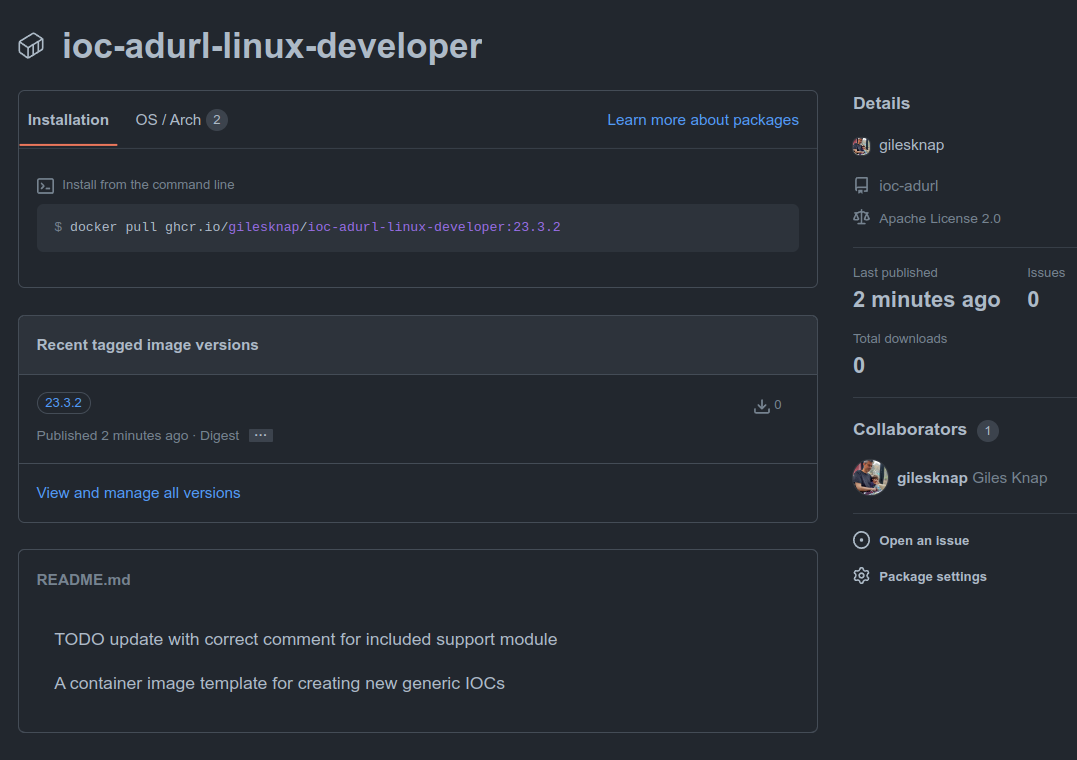 ioc-adurl-linux-developer
Installation OS / Arch 2 Learn more about packages
Install from the command line
$ docker pull ghcr.io/gilesknap/ioc-adurl-linux-developer:23.3.2
Recent tagged image versions
23.3.2
0
Published 2 minutes ago · Digest ···
View and manage all versions
README.md
TODO update with correct comment for included support module
A container image template for creating new generic IOCs
Details
gilesknap
ioc-adurl
Apache License 2.0
Last published Issues
2 minutes ago 0
Total downloads
0
Collaborators 1
gilesknap Giles Knap
Open an issue
Package settings